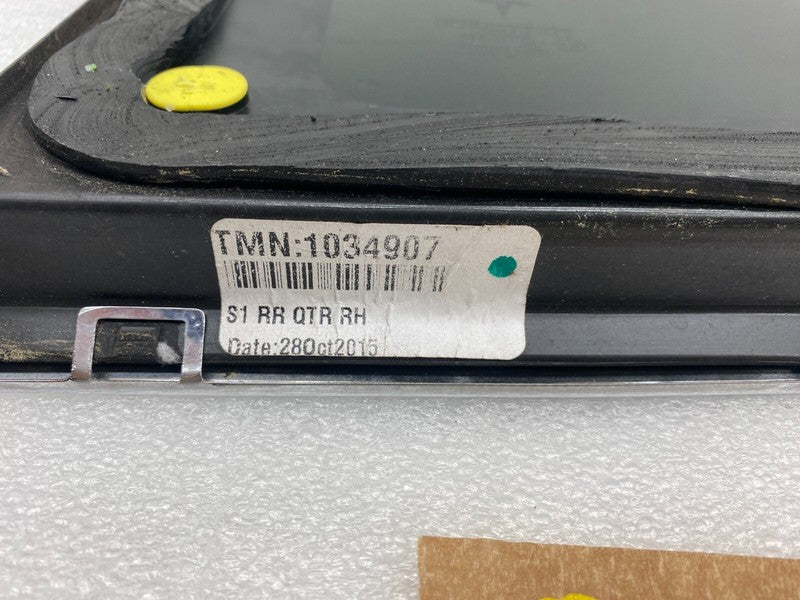 TMN:1034907
S1 RR QTR RH
Date:28Oct2015